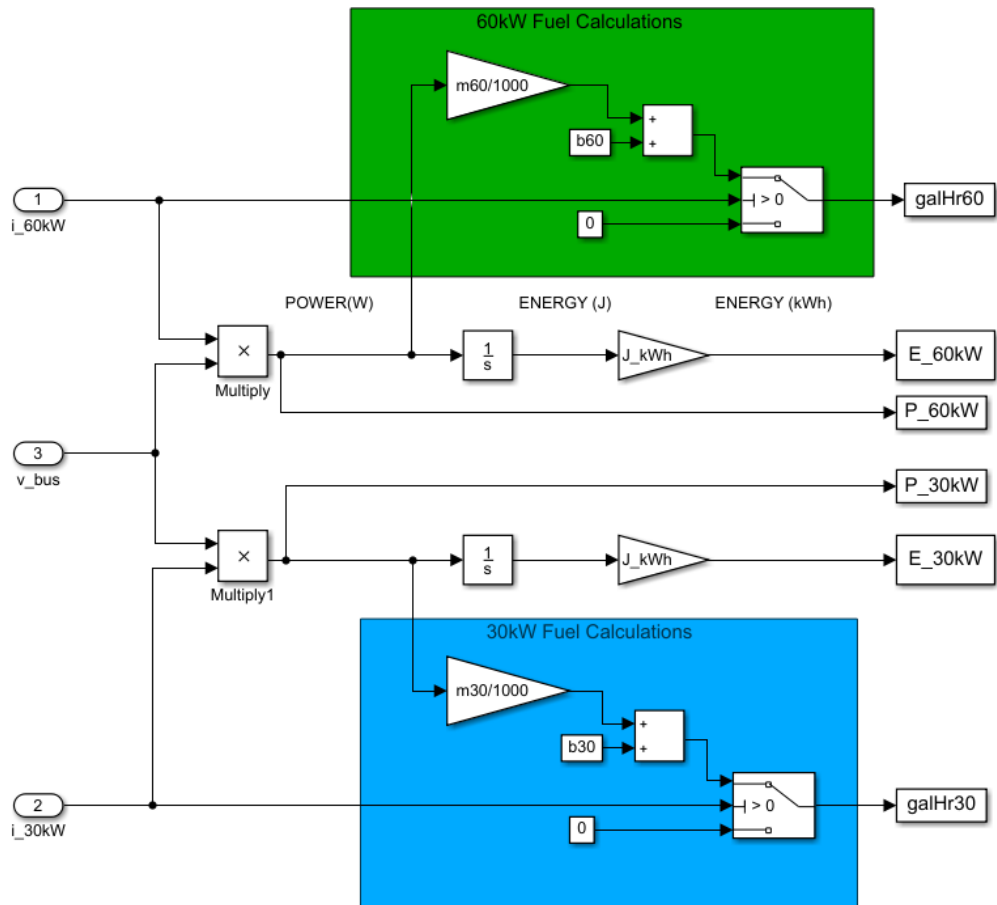 60kW Fuel Calculations
m60/1000
+
b60
+
1
> 0
galHr60
i_60kW
0
POWER(W)
ENERGY (J)
ENERGY (kWh)
×
1
s
J_kWh
E_60kW
Multiply
P_60kW
3
v_bus
P_30kW
×
1
s
J_kWh
E_30kW
Multiply1
30kW Fuel Calculations
m30/1000
+
b30
+
2
> 0
galHr30
i_30kW
0